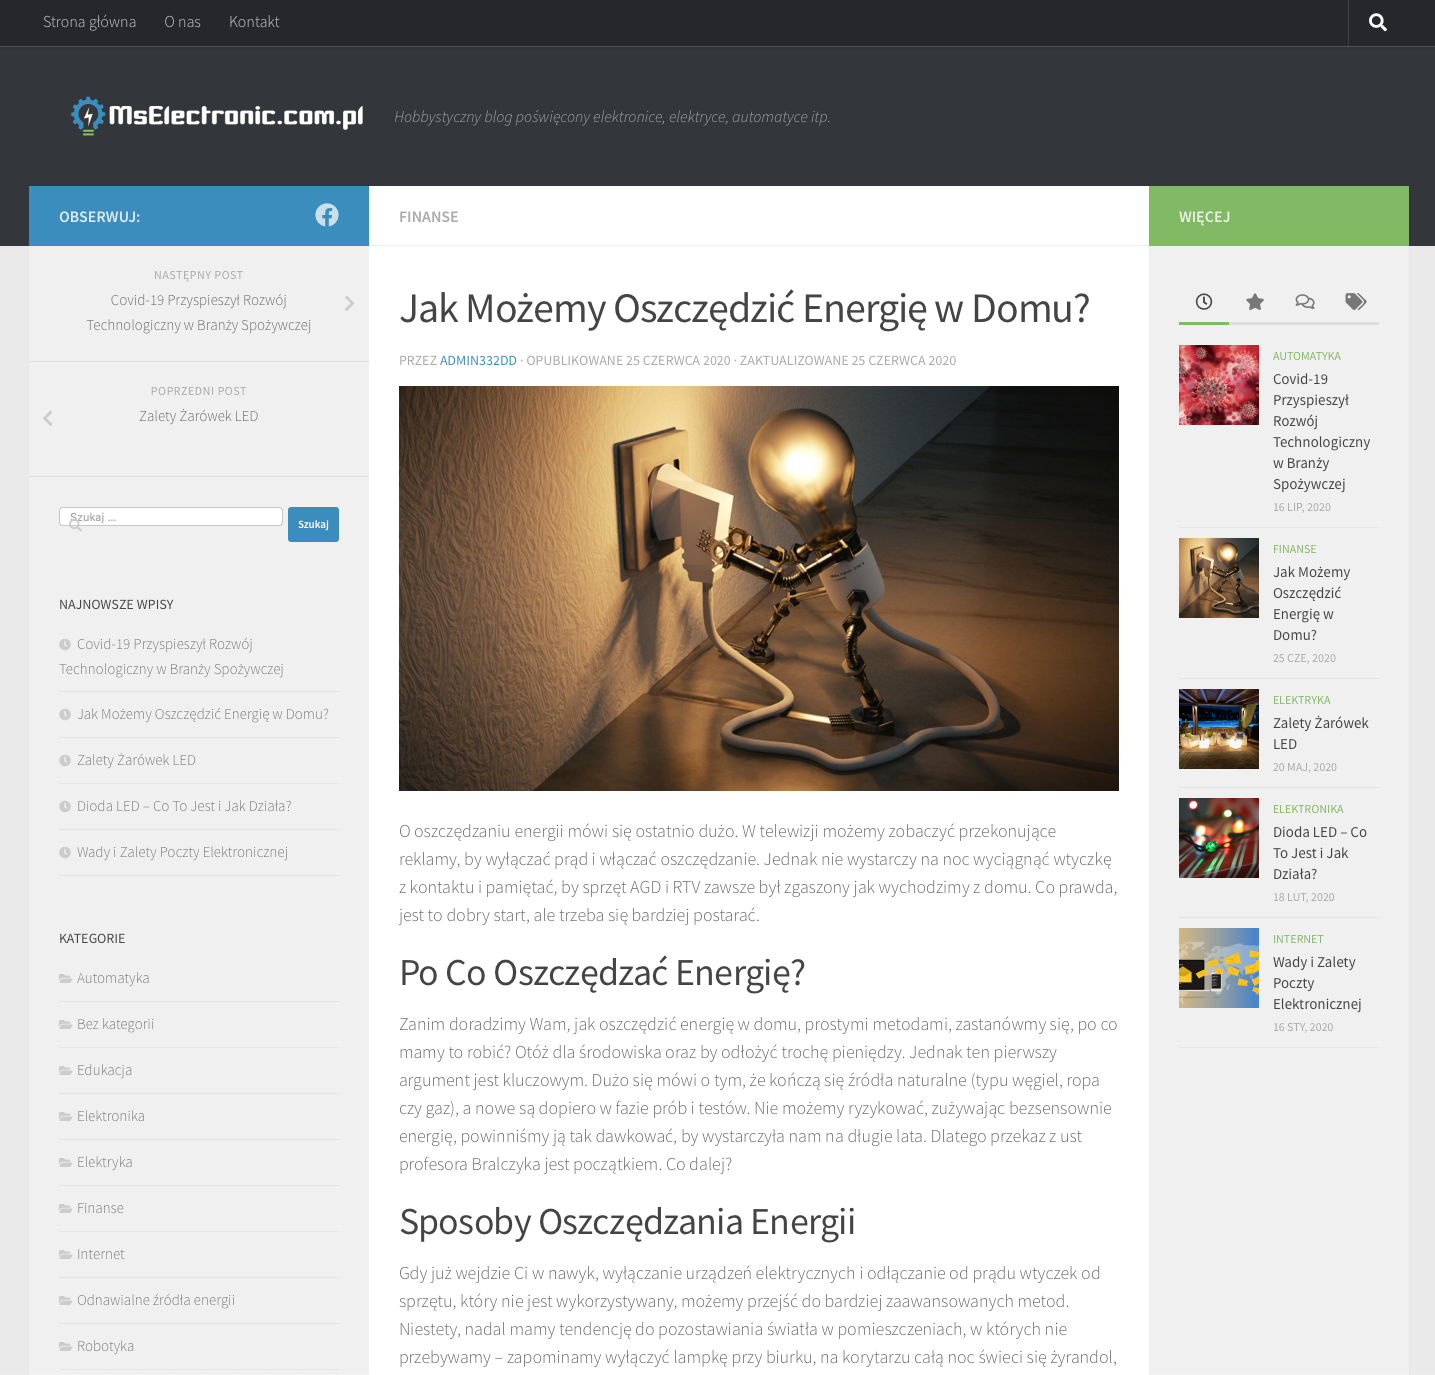 Strona główna
O nas
Kontakt
MsElectronic.com.pl
Hobbystyczny blog poświęcony elektronice, elektryce, automatyce itp.
OBSERWUJ:
NASTĘPNY POST
Covid-19 Przyspieszył Rozwój
Technologiczny w Branży Spożywczej
POPRZEDNI POST
Zalety Żarówek LED
Szukaj ...
Szukaj
NAJNOWSZE WPISY
Covid-19 Przyspieszył Rozwój
Technologiczny w Branży Spożywczej
Jak Możemy Oszczędzić Energię w Domu?
Zalety Żarówek LED
Dioda LED – Co To Jest i Jak Działa?
Wady i Zalety Poczty Elektronicznej
KATEGORIE
Automatyka
Bez kategorii
Edukacja
Elektronika
Elektryka
Finanse
Internet
Odnawialne źródła energii
Robotyka
FINANSE
Jak Możemy Oszczędzić Energię w Domu?
PRZEZ ADMIN332DD · OPUBLIKOWANE 25 CZERWCA 2020 · ZAKTUALIZOWANE 25 CZERWCA 2020
O oszczędzaniu energii mówi się ostatnio dużo. W telewizji możemy zobaczyć przekonujące
reklamy, by wyłączać prąd i włączać oszczędzanie. Jednak nie wystarczy na noc wyciągnąć wtyczkę
z kontaktu i pamiętać, by sprzęt AGD i RTV zawsze był zgaszony jak wychodzimy z domu. Co prawda,
jest to dobry start, ale trzeba się bardziej postarać.
Po Co Oszczędzać Energię?
Zanim doradzimy Wam, jak oszczędzić energię w domu, prostymi metodami, zastanówmy się, po co
mamy to robić? Otóż dla środowiska oraz by odłożyć trochę pieniędzy. Jednak ten pierwszy
argument jest kluczowym. Dużo się mówi o tym, że kończą się źródła naturalne (typu węgiel, ropa
czy gaz), a nowe są dopiero w fazie prób i testów. Nie możemy ryzykować, zużywając bezsensownie
energię, powinniśmy ją tak dawkować, by wystarczyła nam na długie lata. Dlatego przekaz z ust
profesora Bralczyka jest początkiem. Co dalej?
Sposoby Oszczędzania Energii
Gdy już wejdzie Ci w nawyk, wyłączanie urządzeń elektrycznych i odłączanie od prądu wtyczek od
sprzętu, który nie jest wykorzystywany, możemy przejść do bardziej zaawansowanych metod.
Niestety, nadal mamy tendencję do pozostawiania światła w pomieszczeniach, w których nie
przebywamy – zapominamy wyłączyć lampkę przy biurku, na korytarzu całą noc świeci się żyrandol,
WIĘCEJ
AUTOMATYKA
Covid-19
Przyspieszył
Rozwój
Technologiczny
w Branży
Spożywczej
16 LIP, 2020
FINANSE
Jak Możemy
Oszczędzić
Energię w
Domu?
25 CZE, 2020
ELEKTRYKA
Zalety Żarówek
LED
20 MAJ, 2020
ELEKTRONIKA
Dioda LED – Co
To Jest i Jak
Działa?
18 LUT, 2020
INTERNET
Wady i Zalety
Poczty
Elektronicznej
16 STY, 2020